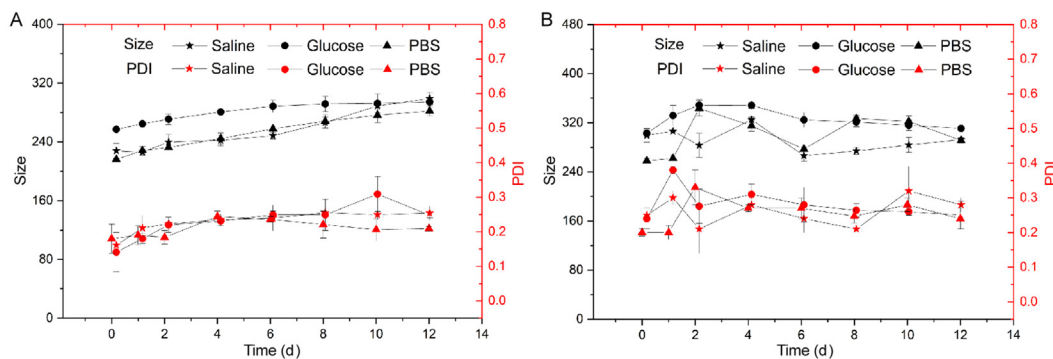 A
Size Saline Glucose PBS
PDI Saline Glucose PBS
400
320
240
160
80
0
Size
0.8
0.7
0.6
0.5
0.4
0.3
0.2
0.1
0.0
PDI
0 2 4 6 8 10 12 14
Time (d)
B
Size Saline Glucose PBS
PDI Saline Glucose PBS
480
400
320
240
160
80
0
Size
0.8
0.7
0.6
0.5
0.4
0.3
0.2
0.1
0.0
PDI
0 2 4 6 8 10 12 14
Time (d)